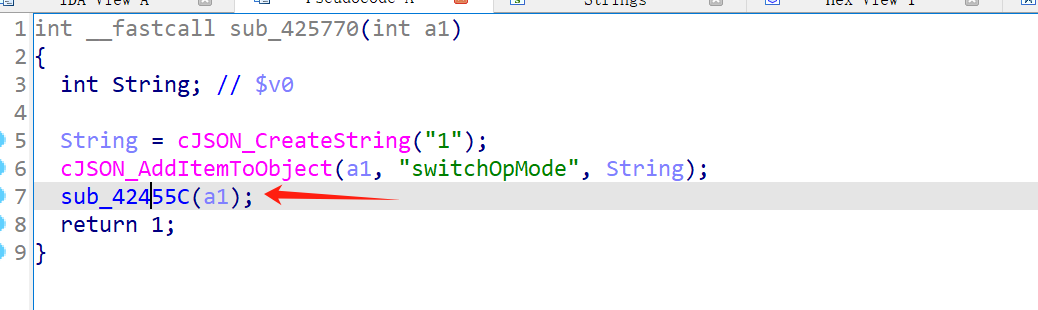 IDA View A Pseudocode A Strings Hex View 1
1 int __fastcall sub_425770(int a1)
2 {
3 int String; // $v0
4
5 String = cJSON_CreateString("1");
6 cJSON_AddItemToObject(a1, "switchOpMode", String);
7 sub_42455C(a1);
8 return 1;
9 }